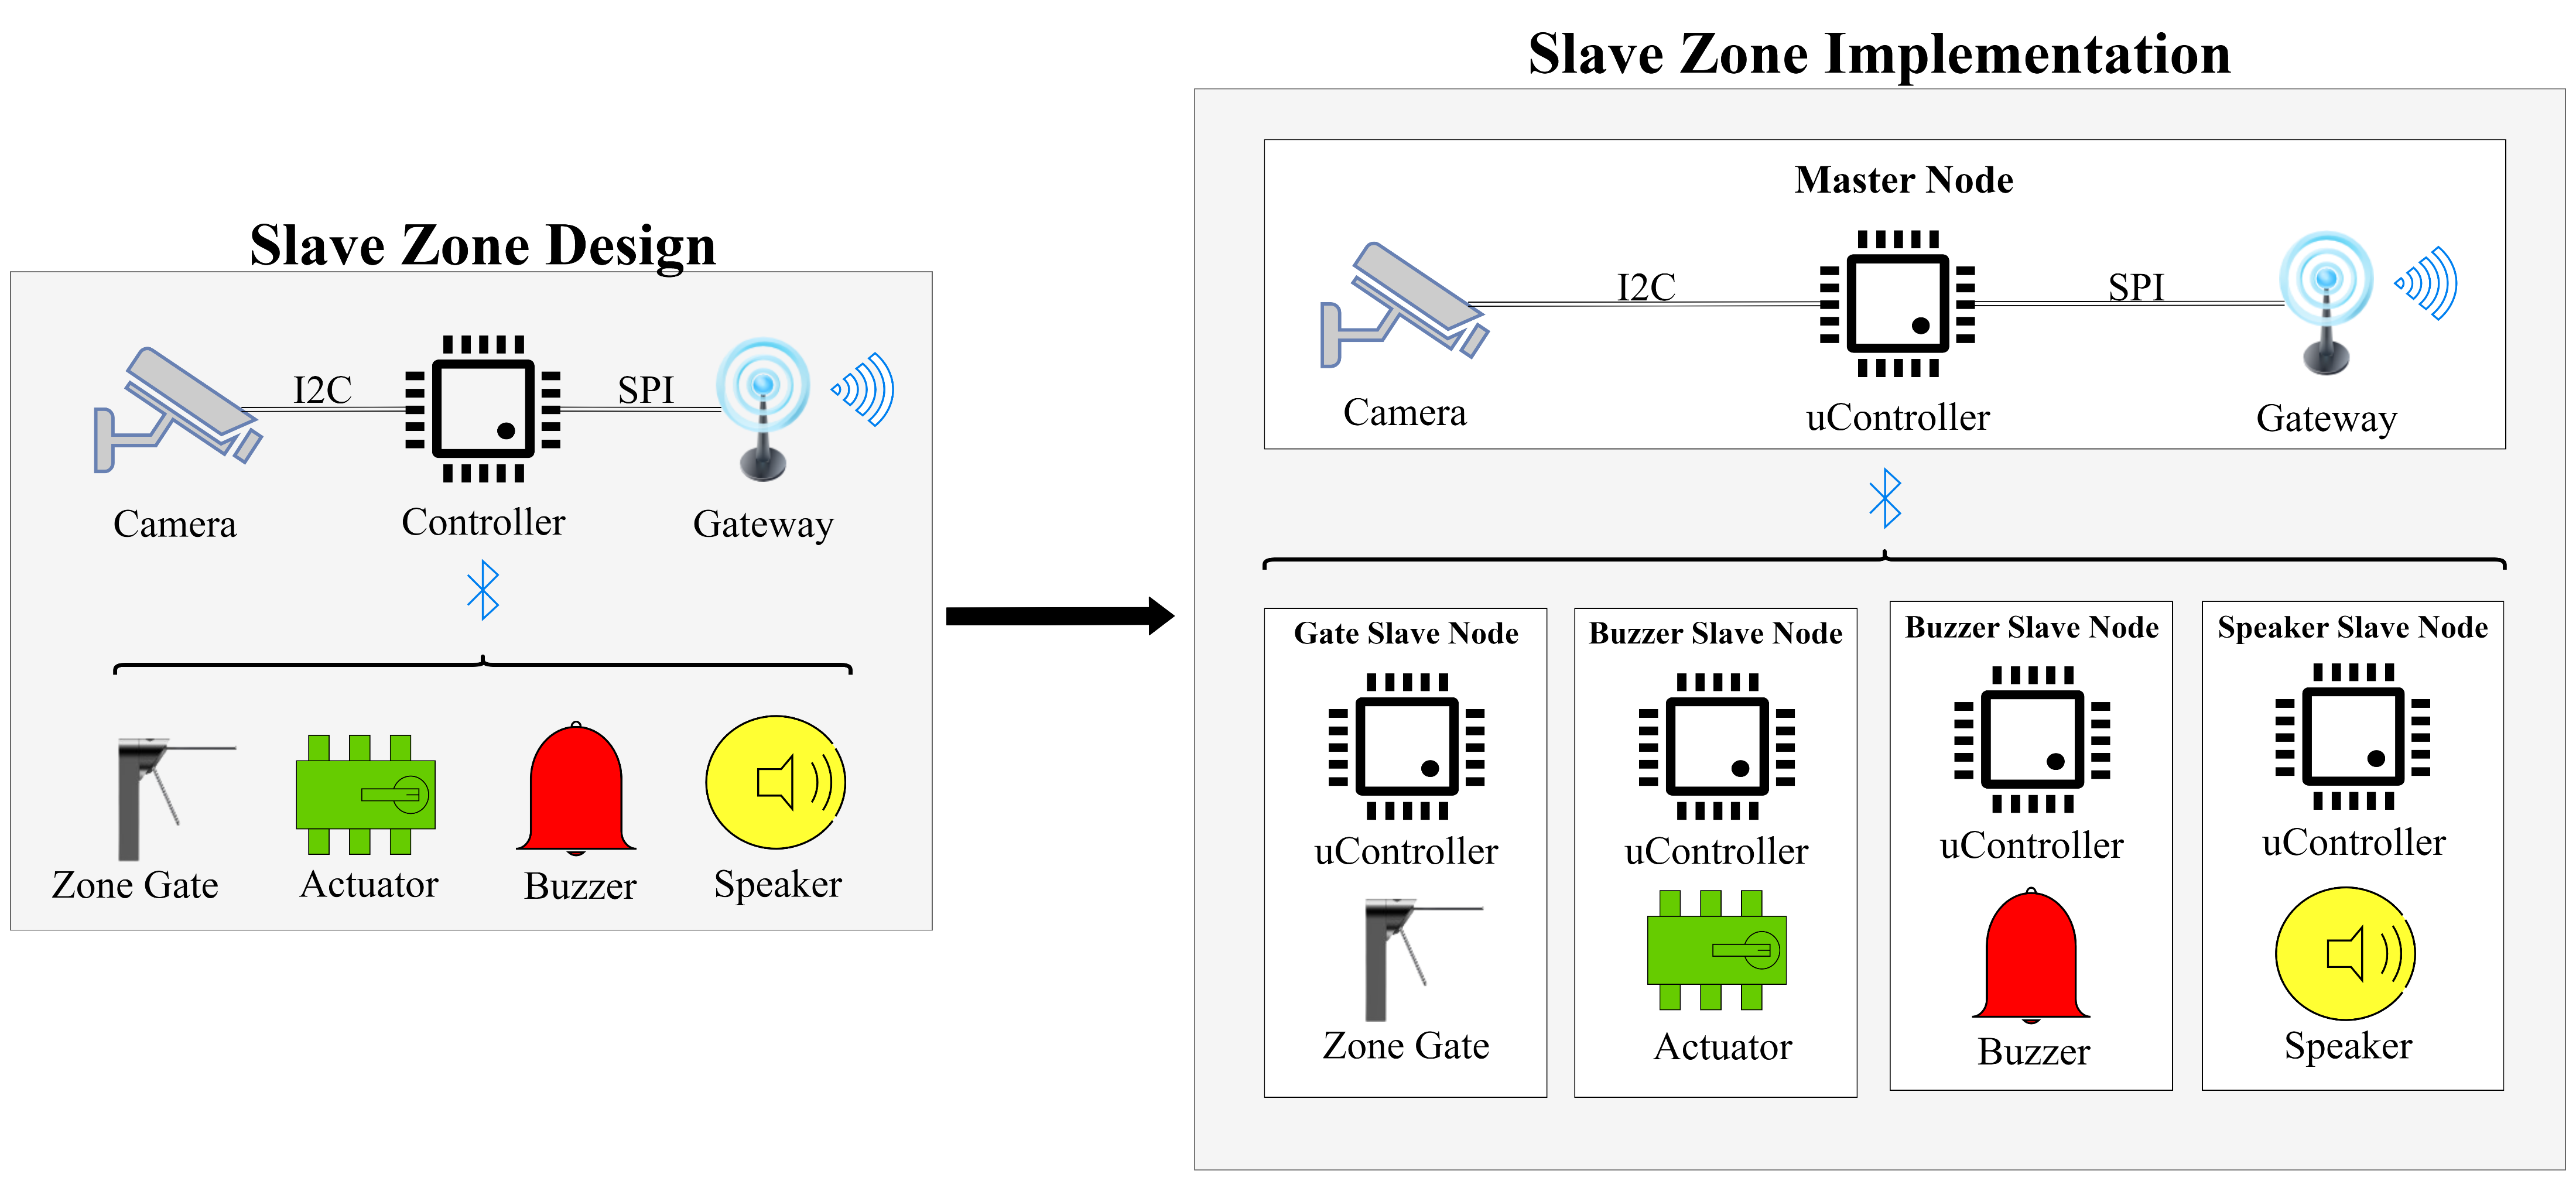 Slave Zone Design
I2C
SPI
Camera
Controller
Gateway
Zone Gate
Actuator
Buzzer
Speaker
Slave Zone Implementation
Master Node
I2C
SPI
Camera
uController
Gateway
Gate Slave Node
uController
Zone Gate
Buzzer Slave Node
uController
Actuator
Buzzer Slave Node
uController
Buzzer
Speaker Slave Node
uController
Speaker